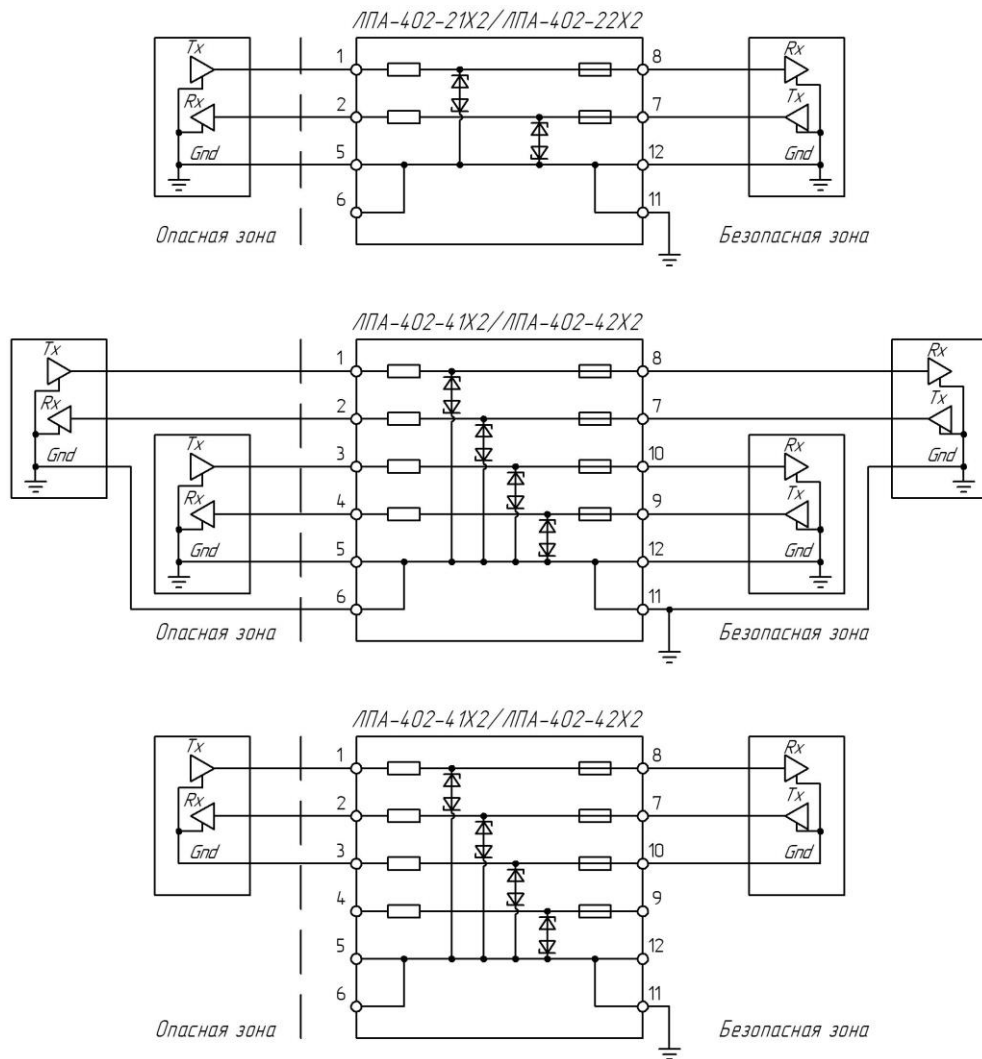 ЛПА-402-21Х2/ЛПА-402-22Х2
Tx
1
8
Rx
Rx
2
7
Tx
Gnd
5
12
Gnd
6
11
Опасная зона
Безопасная зона
ЛПА-402-41Х2/ЛПА-402-42Х2
Tx
1
8
Rx
Rx
2
7
Tx
Gnd
Tx
3
10
Rx
Gnd
Rx
4
9
Tx
Gnd
5
12
Gnd
6
11
Опасная зона
Безопасная зона
ЛПА-402-41Х2/ЛПА-402-42Х2
Tx
1
8
Rx
Rx
2
7
Tx
Gnd
3
10
Gnd
4
9
5
12
6
11
Опасная зона
Безопасная зона